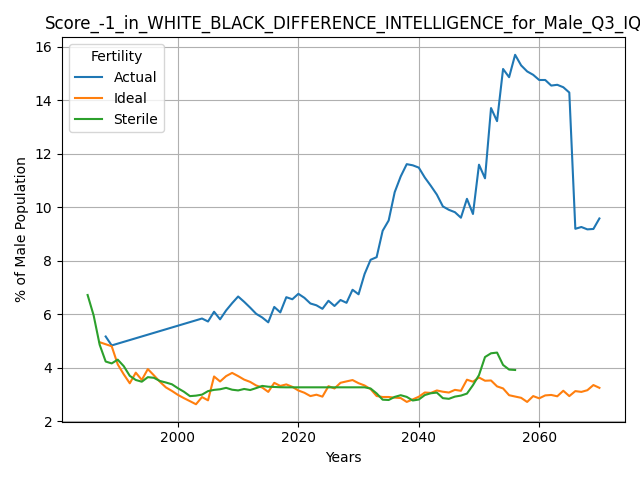 Score_-1_in_WHITE_BLACK_DIFFERENCE_INTELLIGENCE_for_Male_Q3_IQ
16
14
12
10
8
6
4
2
% of Male Population
Fertility
Actual
Ideal
Sterile
2000
2020
2040
2060
Years